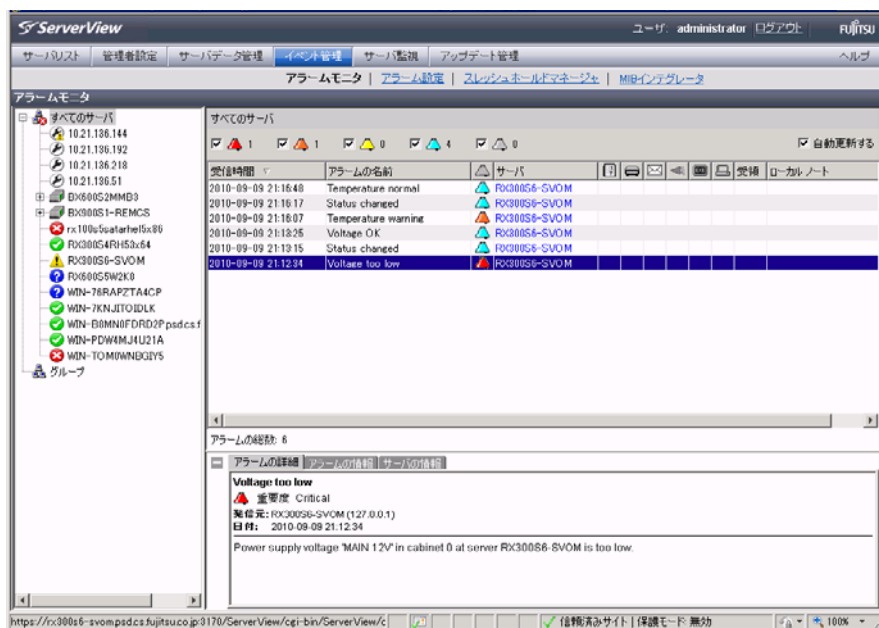 ServerView
ユーザ: administrator ログアウト FUJITSU
サーバリスト 管理者設定 サーバデータ管理 イベント管理 サーバ監視 アップデート管理 ヘルプ
アラームモニタ | アラーム設定 | スレッショホールドマネージャ | MIBインテグレータ
アラームモニタ
すべてのサーバ
10.21.136.144
10.21.136.192
10.21.136.218
10.21.136.51
BX600S2MMB3
BX900S1-REMCS
RX300S4RH53x64
RX300S6-SVOM
RX600S5W2K8
WIN-76RAPZTA4CP
WIN-7KNJITOIDLK
WIN-B0MN0FDRD2P.psd.cs.f
WIN-PDW4MJ4U21A
WIN-TOM0WNBGIY5
グループ
すべてのサーバ
1 1 0 4 0 自動更新する
受信時間 アラームの名前 サーバ 受領 ローカル ノート
2010-09-09 21:16:48 Temperature normal RX300S6-SVOM
2010-09-09 21:16:17 Status changed RX300S6-SVOM
2010-09-09 21:16:07 Temperature warning RX300S6-SVOM
2010-09-09 21:13:25 Voltage OK RX300S6-SVOM
2010-09-09 21:13:15 Status changed RX300S6-SVOM
2010-09-09 21:12:34 Voltage too low RX300S6-SVOM
アラームの総数: 6
アラームの詳細 アラームの情報 サーバの情報
Voltage too low
重要度 Critical
発信元: RX300S6-SVOM (127.0.0.1)
日付: 2010-09-09 21:12:34
Power supply voltage 'MAIN 12V' in cabinet 0 at server RX300S6-SVOM is too low.
https://rx300s6-svom.psd.cs.fujitsu.co.jp:3170/ServerView/cgi-bin/ServerView/c 信頼済みサイト | 保護モード: 無効 100%